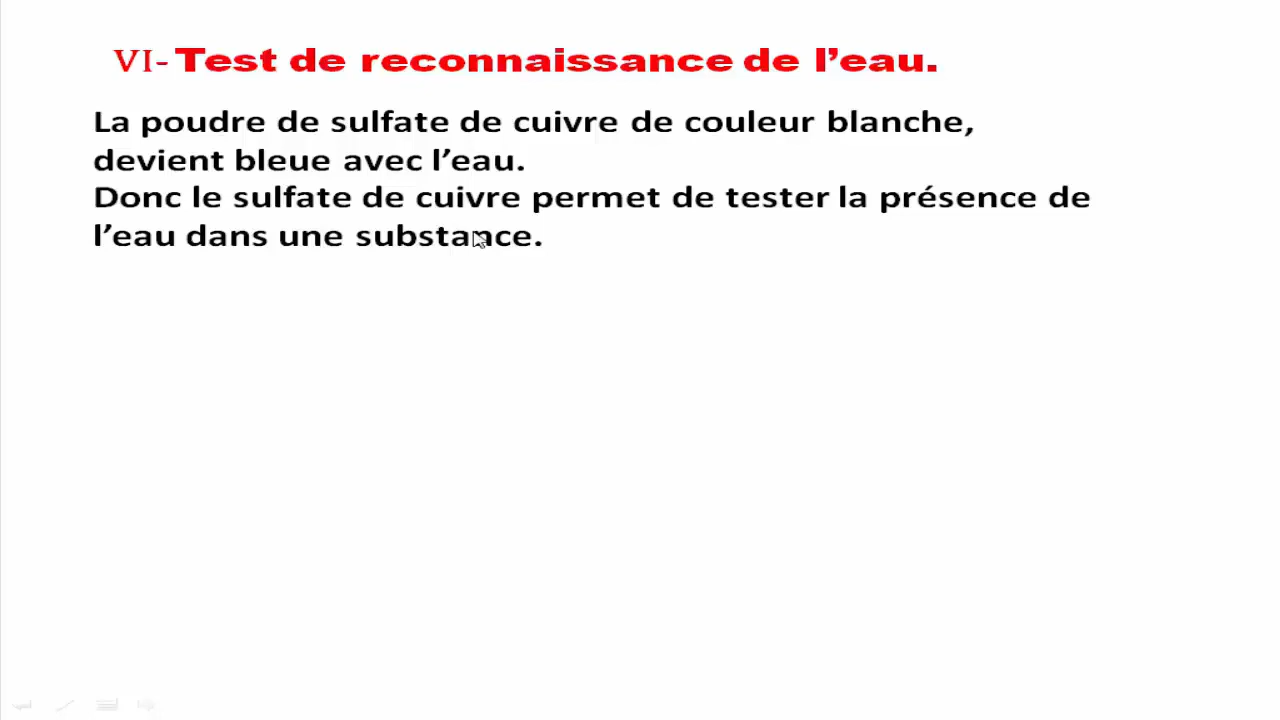 VI-Test de reconnaissance de l’eau.
La poudre de sulfate de cuivre de couleur blanche,
devient bleue avec l’eau.
Donc le sulfate de cuivre permet de tester la présence de
l’eau dans une substance.